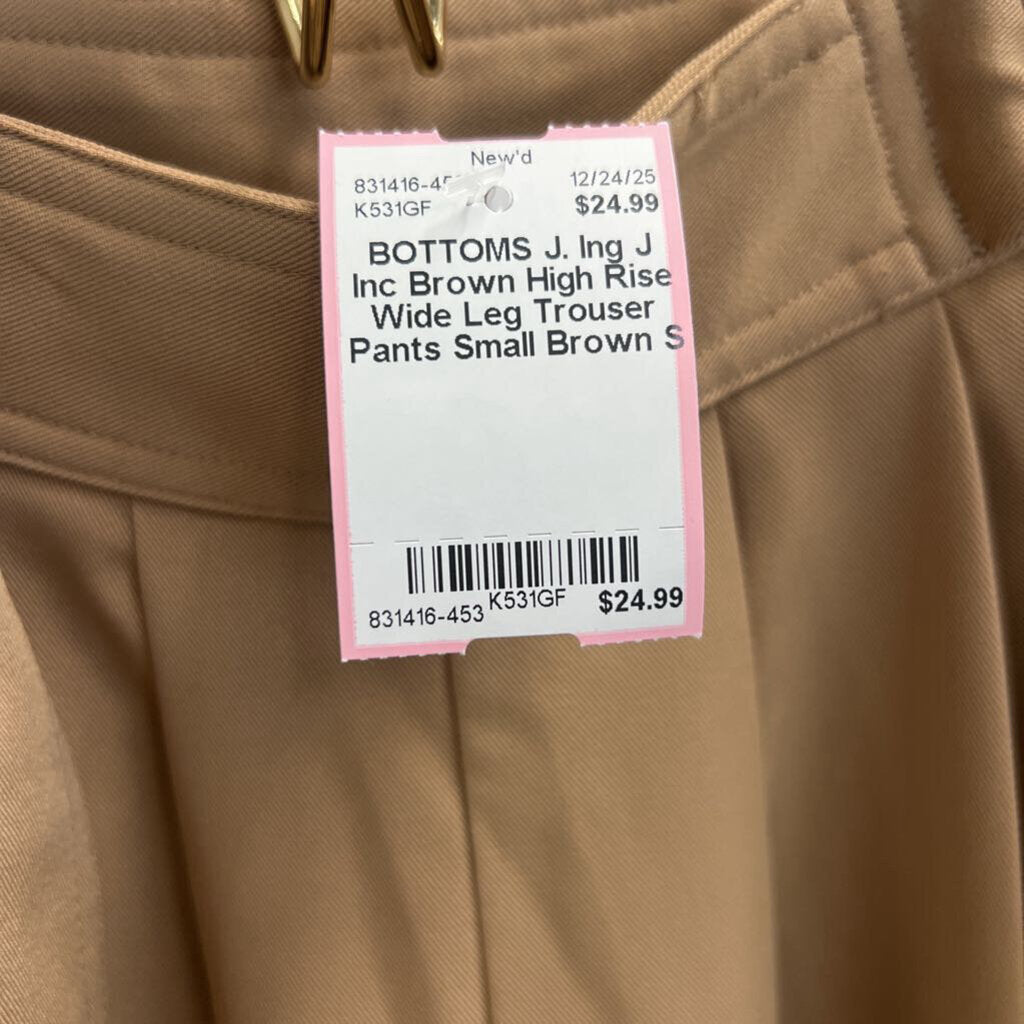 New'd
831416-45
12/24/25
K531GF
$24.99
BOTTOMS J. Ing J
Inc Brown High Rise
Wide Leg Trouser
Pants Small Brown S
831416-453 K531GF $24.99